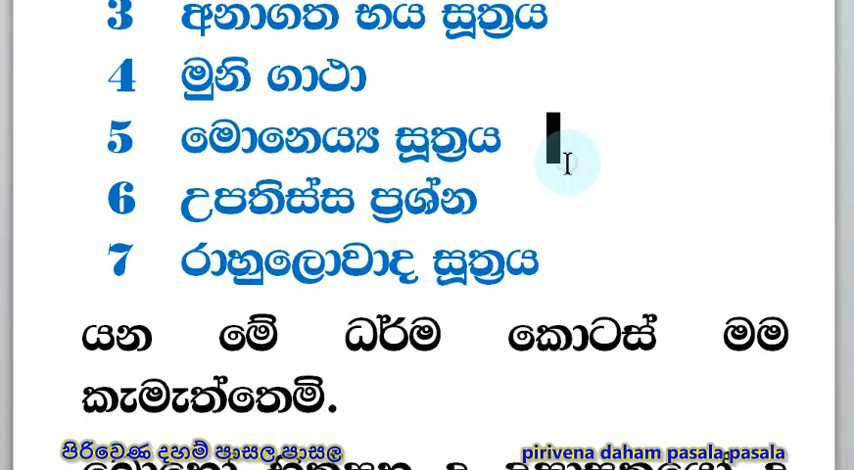 3 අනාගත භය සූත්‍රය
4 මුනි ගාථා
5 මොනෙය්‍ය සූත්‍රය
6 උපතිස්ස ප්‍රශ්න
7 රාහුලොවාද සූත්‍රය
යන මේ ධර්ම කොටස් මම
කැමැත්තෙමි.
පිරිවෙණ දහම් පාසල පාසල pirivena daham pasala pasala